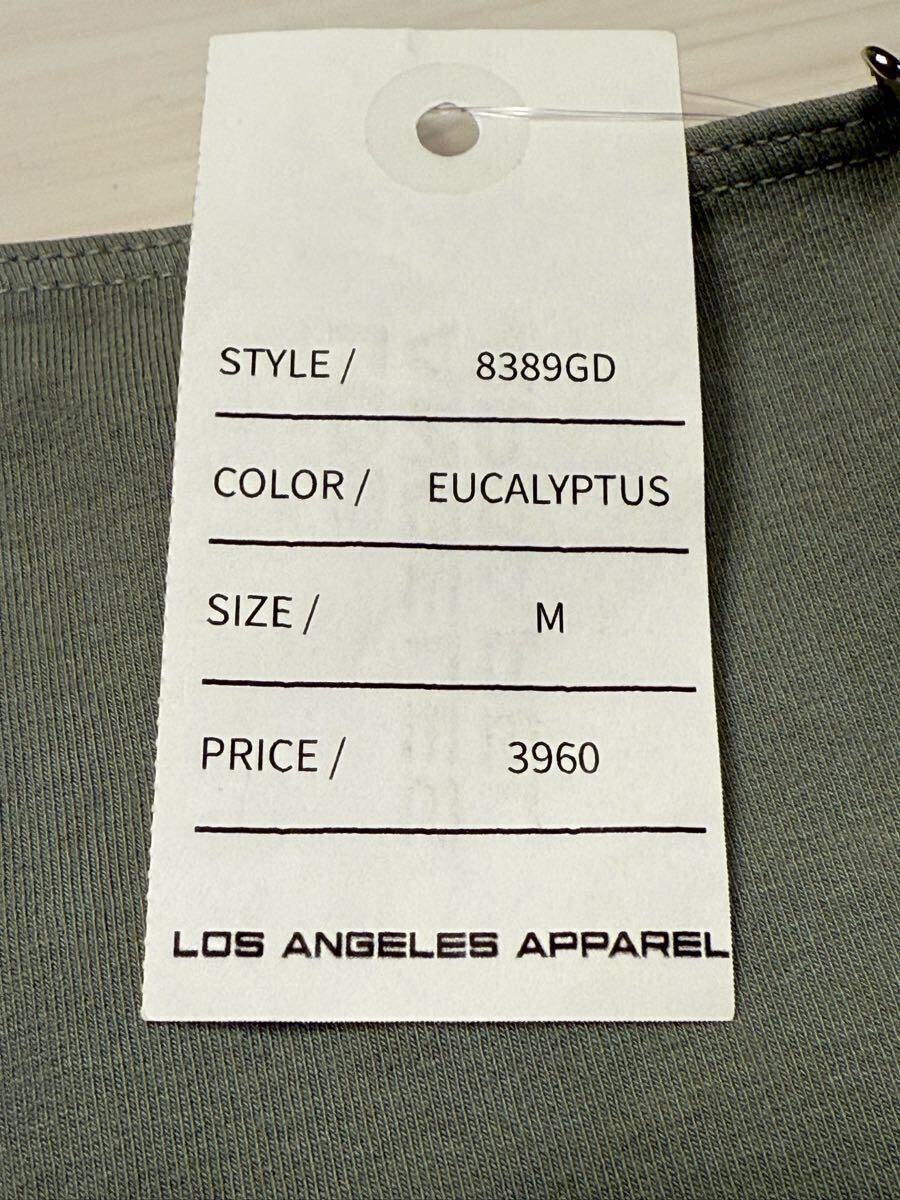 STYLE / 8389GD
COLOR / EUCALYPTUS
SIZE / M
PRICE / 3960
LOS ANGELES APPAREL